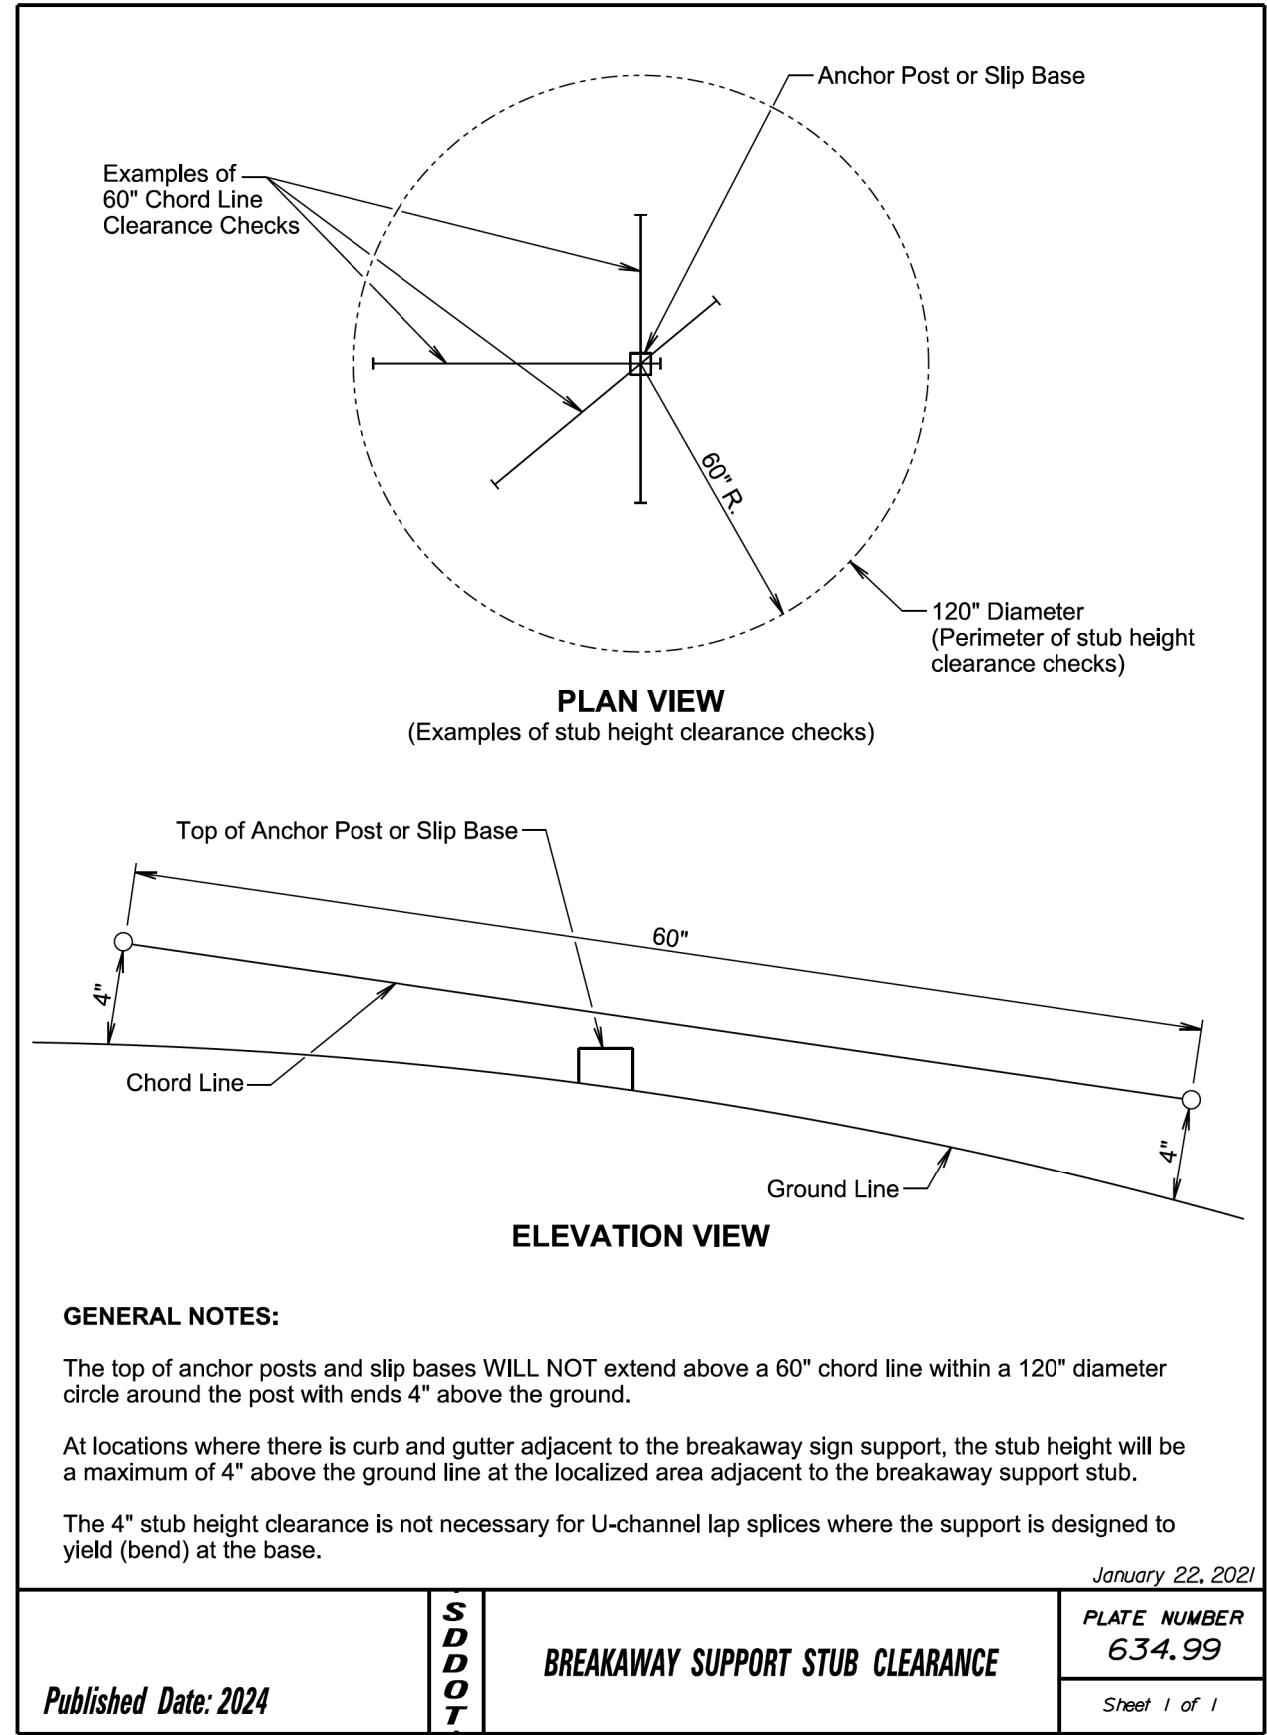 Anchor Post or Slip Base
Examples of
60" Chord Line
Clearance Checks
60" R.
120" Diameter
(Perimeter of stub height
clearance checks)
PLAN VIEW
(Examples of stub height clearance checks)
Top of Anchor Post or Slip Base
60"
4"
Chord Line
4"
Ground Line
ELEVATION VIEW
GENERAL NOTES:
The top of anchor posts and slip bases WILL NOT extend above a 60" chord line within a 120" diameter
circle around the post with ends 4" above the ground.
At locations where there is curb and gutter adjacent to the breakaway sign support, the stub height will be
a maximum of 4" above the ground line at the localized area adjacent to the breakaway support stub.
The 4" stub height clearance is not necessary for U-channel lap splices where the support is designed to
yield (bend) at the base.
January 22, 2021
Published Date: 2024
SDDOT
BREAKAWAY SUPPORT STUB CLEARANCE
PLATE NUMBER
634.99
Sheet 1 of 1